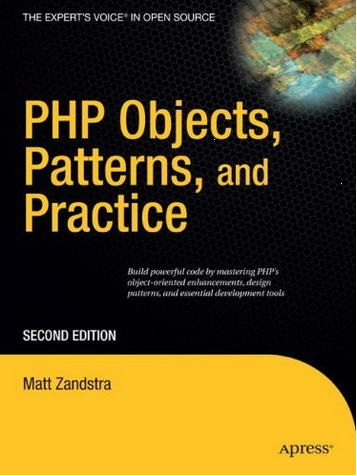 THE EXPERT'S VOICE® IN OPEN SOURCE
PHP Objects,
Patterns, and
Practice
Build powerful code by mastering PHP's
object-oriented enhancements, design
patterns, and essential development tools
SECOND EDITION
Matt Zandstra
Apress®